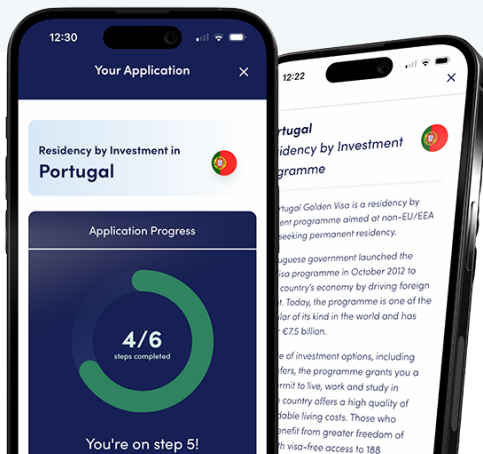 12:30
Your Application
Residency by Investment in
Portugal
Application Progress
4/6
steps completed
You're on step 5!
12:22
rtugal
idency by Investment
gramme
rtugal Golden Visa is a residency by
ent programme aimed at non-EU/EEA
seeking permanent residency.
uguese government launched the
isa programme in October 2012 to
country's economy by driving foreign
t. Today, the programme is one of the
lar of its kind in the world and has
€7.5 billion.
e of investment options, including
fers, the programme grants you a
rmit to live, work and study in
e country offers a high quality of
dable living costs. Those who
enefit from greater freedom of
th visa-free access to 188